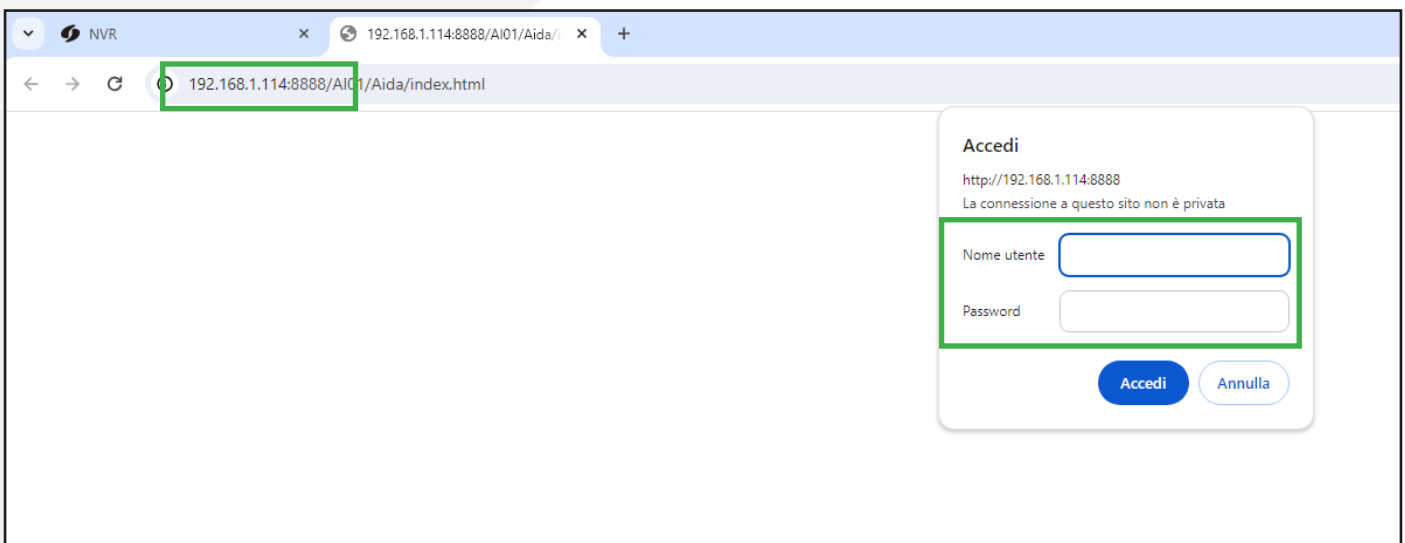 NVR
192.168.1.114:8888/AI01/Aida/i
192.168.1.114:8888/AI01/Aida/index.html
Accedi
http://192.168.1.114:8888
La connessione a questo sito non è privata
Nome utente
Password
Accedi
Annulla